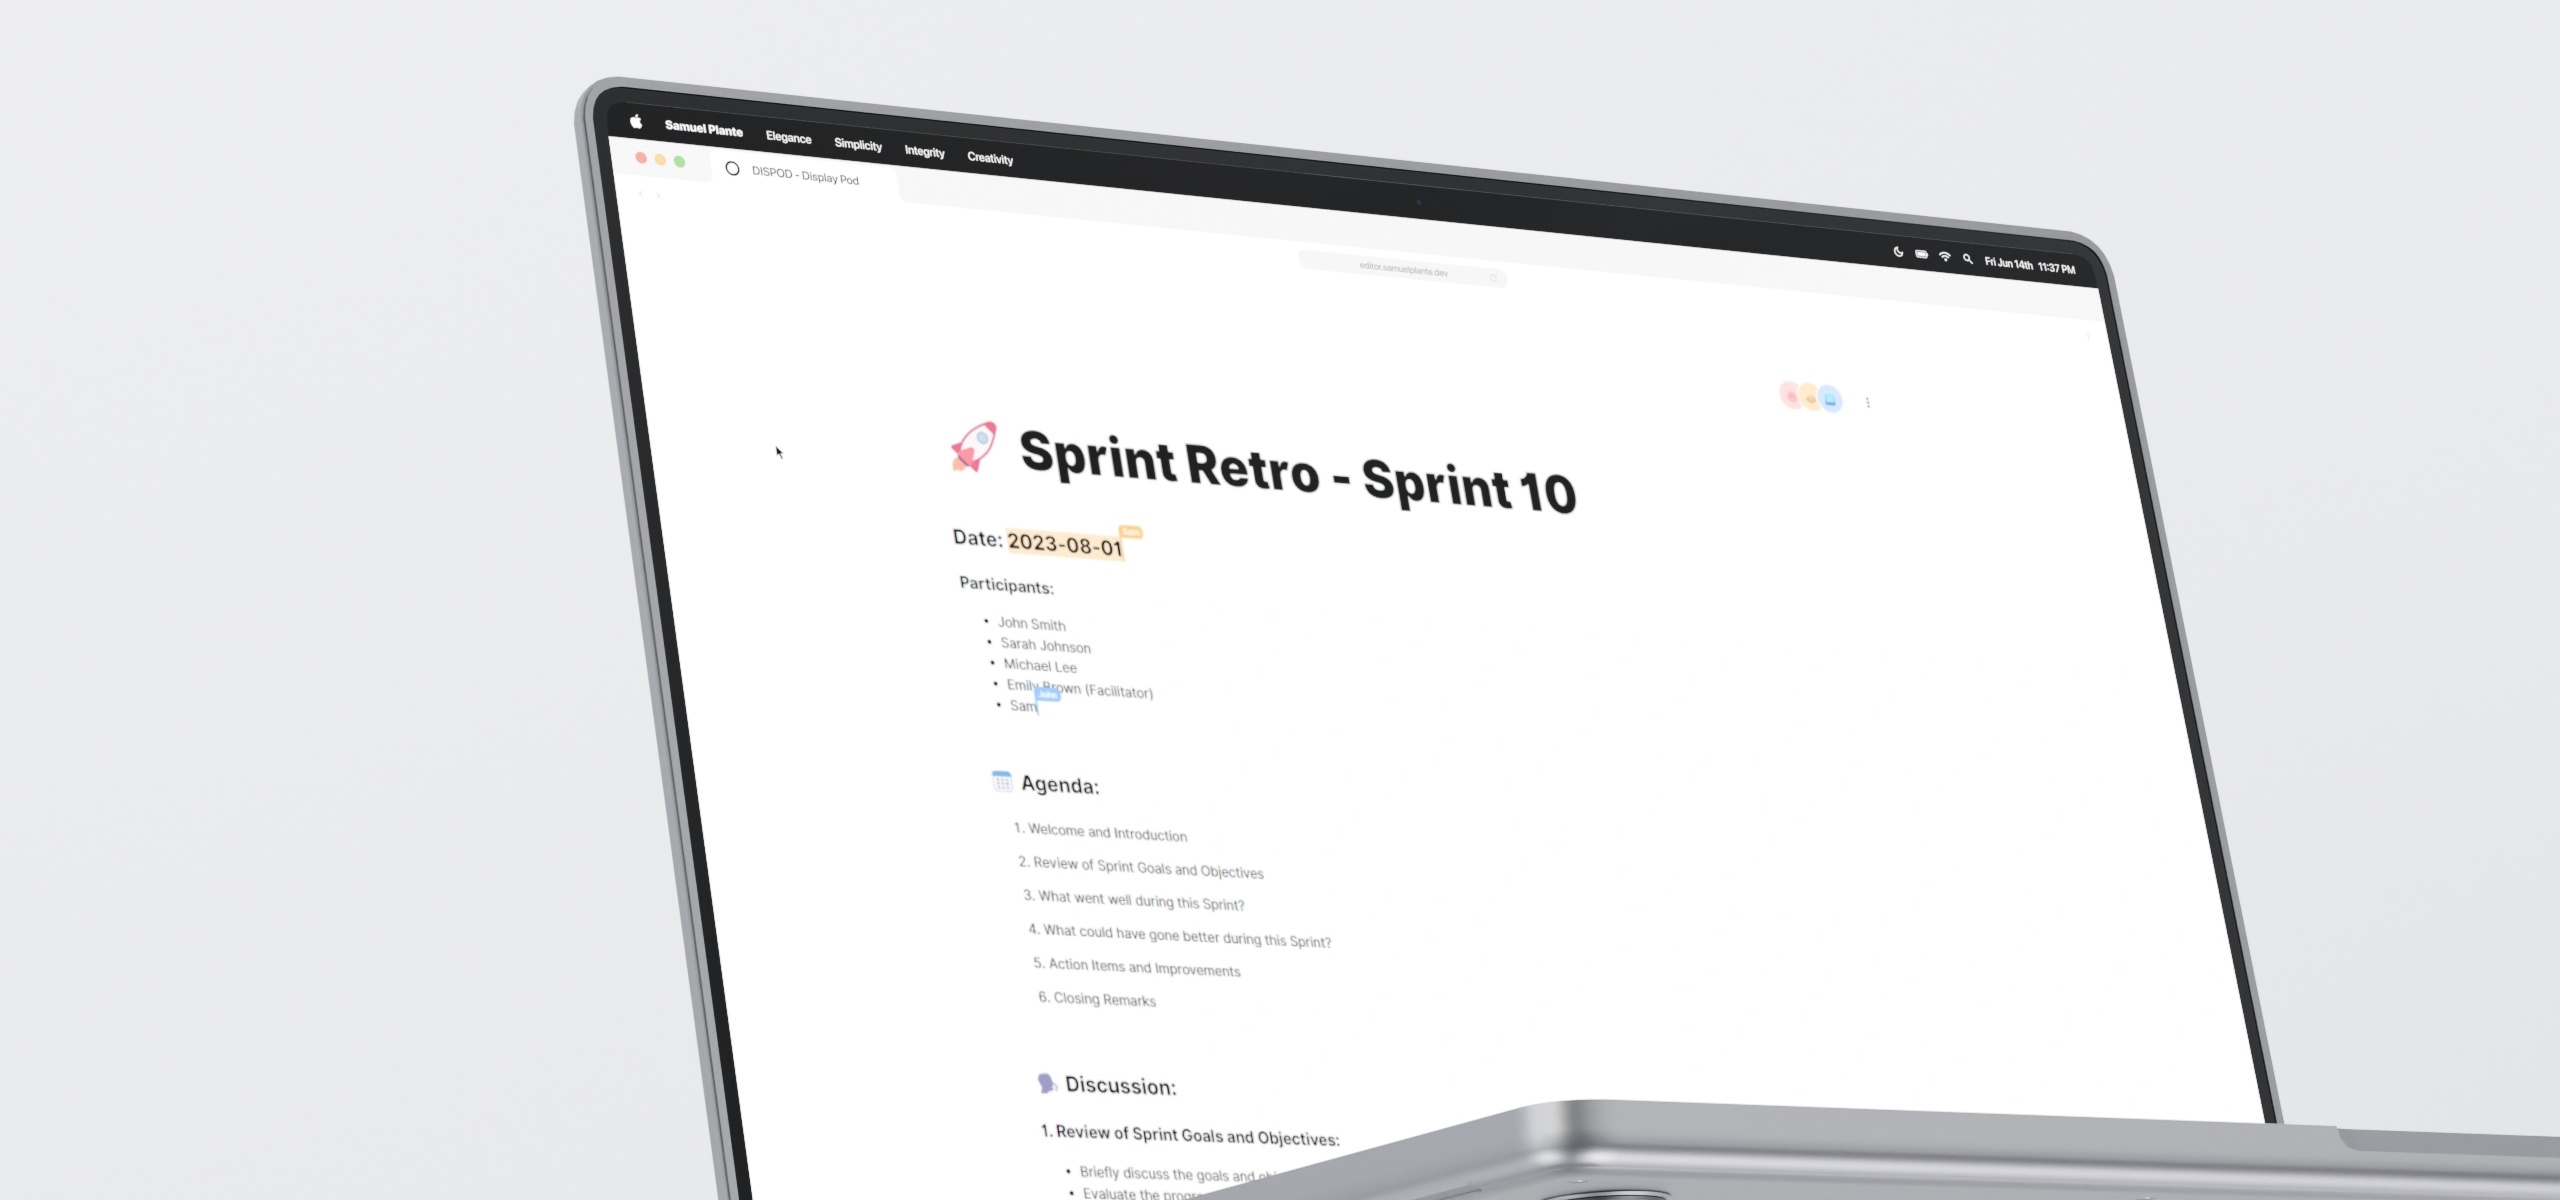 Samuel Plante Elegance Simplicity Integrity Creativity
Fri Jun 14th 11:37 PM
DISPOD - Display Pod
editor.samuelplante.dev
Sprint Retro - Sprint 10
Date: 2023-08-01
Participants:
• John Smith
• Sarah Johnson
• Michael Lee
• Emily Brown (Facilitator)
John
• Sam
Agenda:
1. Welcome and Introduction
2. Review of Sprint Goals and Objectives
3. What went well during this Sprint?
4. What could have gone better during this Sprint?
5. Action Items and Improvements
6. Closing Remarks
Discussion:
1. Review of Sprint Goals and Objectives:
• Briefly discuss the goals and
• Evaluate the